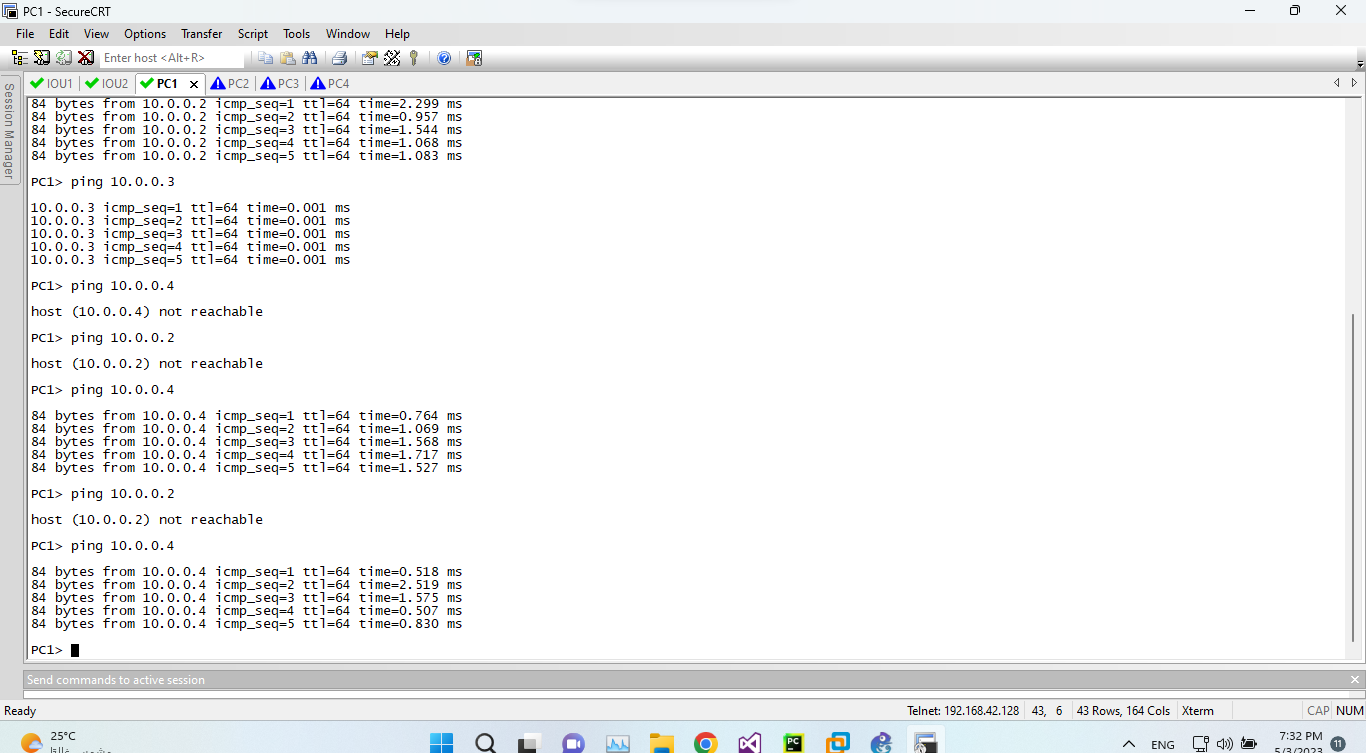 PC1 - SecureCRT
File Edit View Options Transfer Script Tools Window Help
Enter host <Alt+R>
IOU1 IOU2 PC1 PC2 PC3 PC4
Session Manager
84 bytes from 10.0.0.2 icmp_seq=1 ttl=64 time=2.299 ms
84 bytes from 10.0.0.2 icmp_seq=2 ttl=64 time=0.957 ms
84 bytes from 10.0.0.2 icmp_seq=3 ttl=64 time=1.544 ms
84 bytes from 10.0.0.2 icmp_seq=4 ttl=64 time=1.068 ms
84 bytes from 10.0.0.2 icmp_seq=5 ttl=64 time=1.083 ms
PC1> ping 10.0.0.3
10.0.0.3 icmp_seq=1 ttl=64 time=0.001 ms
10.0.0.3 icmp_seq=2 ttl=64 time=0.001 ms
10.0.0.3 icmp_seq=3 ttl=64 time=0.001 ms
10.0.0.3 icmp_seq=4 ttl=64 time=0.001 ms
10.0.0.3 icmp_seq=5 ttl=64 time=0.001 ms
PC1> ping 10.0.0.4
host (10.0.0.4) not reachable
PC1> ping 10.0.0.2
host (10.0.0.2) not reachable
PC1> ping 10.0.0.4
84 bytes from 10.0.0.4 icmp_seq=1 ttl=64 time=0.764 ms
84 bytes from 10.0.0.4 icmp_seq=2 ttl=64 time=1.069 ms
84 bytes from 10.0.0.4 icmp_seq=3 ttl=64 time=1.568 ms
84 bytes from 10.0.0.4 icmp_seq=4 ttl=64 time=1.717 ms
84 bytes from 10.0.0.4 icmp_seq=5 ttl=64 time=1.527 ms
PC1> ping 10.0.0.2
host (10.0.0.2) not reachable
PC1> ping 10.0.0.4
84 bytes from 10.0.0.4 icmp_seq=1 ttl=64 time=0.518 ms
84 bytes from 10.0.0.4 icmp_seq=2 ttl=64 time=2.519 ms
84 bytes from 10.0.0.4 icmp_seq=3 ttl=64 time=1.575 ms
84 bytes from 10.0.0.4 icmp_seq=4 ttl=64 time=0.507 ms
84 bytes from 10.0.0.4 icmp_seq=5 ttl=64 time=0.830 ms
PC1>
Send commands to active session
Ready Telnet: 192.168.42.128 43, 6 43 Rows, 164 Cols Xterm CAP NUM
25°C
PC
ENG
7:32 PM
5/3/2023
11